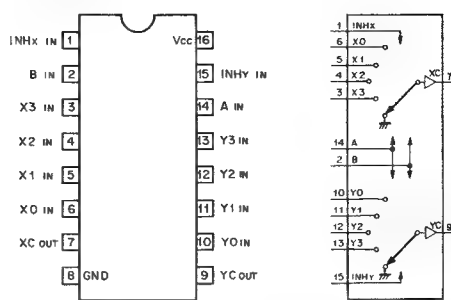 INHx IN 1
B IN 2
X3 IN 3
X2 IN 4
X1 IN 5
X0 IN 6
XC OUT 7
8 GND
Vcc 16
15 INHY IN
14 A IN
13 Y3 IN
12 Y2 IN
11 Y1 IN
10 Y0 IN
9 YC OUT
1 INHx
6 X0
5 X1
4 X2
3 X3
XC 7
14 A
2 B
10 Y0
11 Y1
12 Y2
13 Y3
YC 9
15 INHY